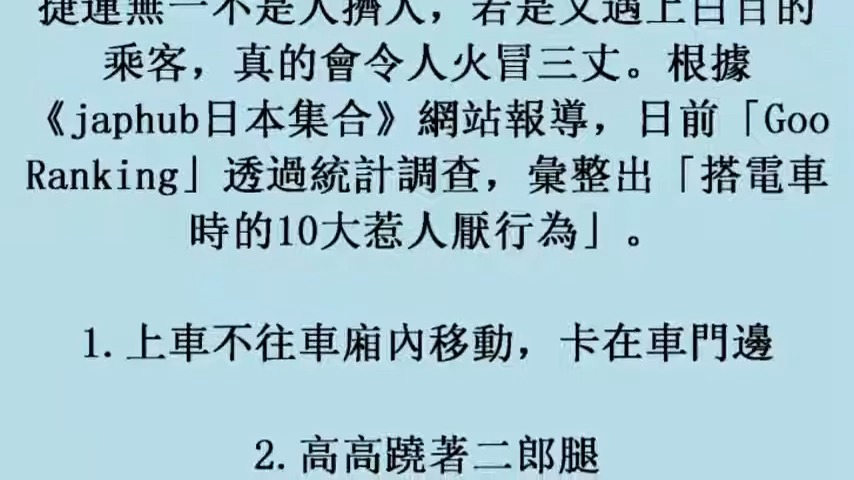 捷運無一不是人擠人，若是又遇上白目的
乘客，真的會令人火冒三丈。根據
《japhub日本集合》網站報導，日前「Goo
Ranking」透過統計調查，彙整出「搭電車
時的10大惹人厭行為」。
1.上車不往車廂內移動，卡在車門邊
2.高高蹺著二郎腿